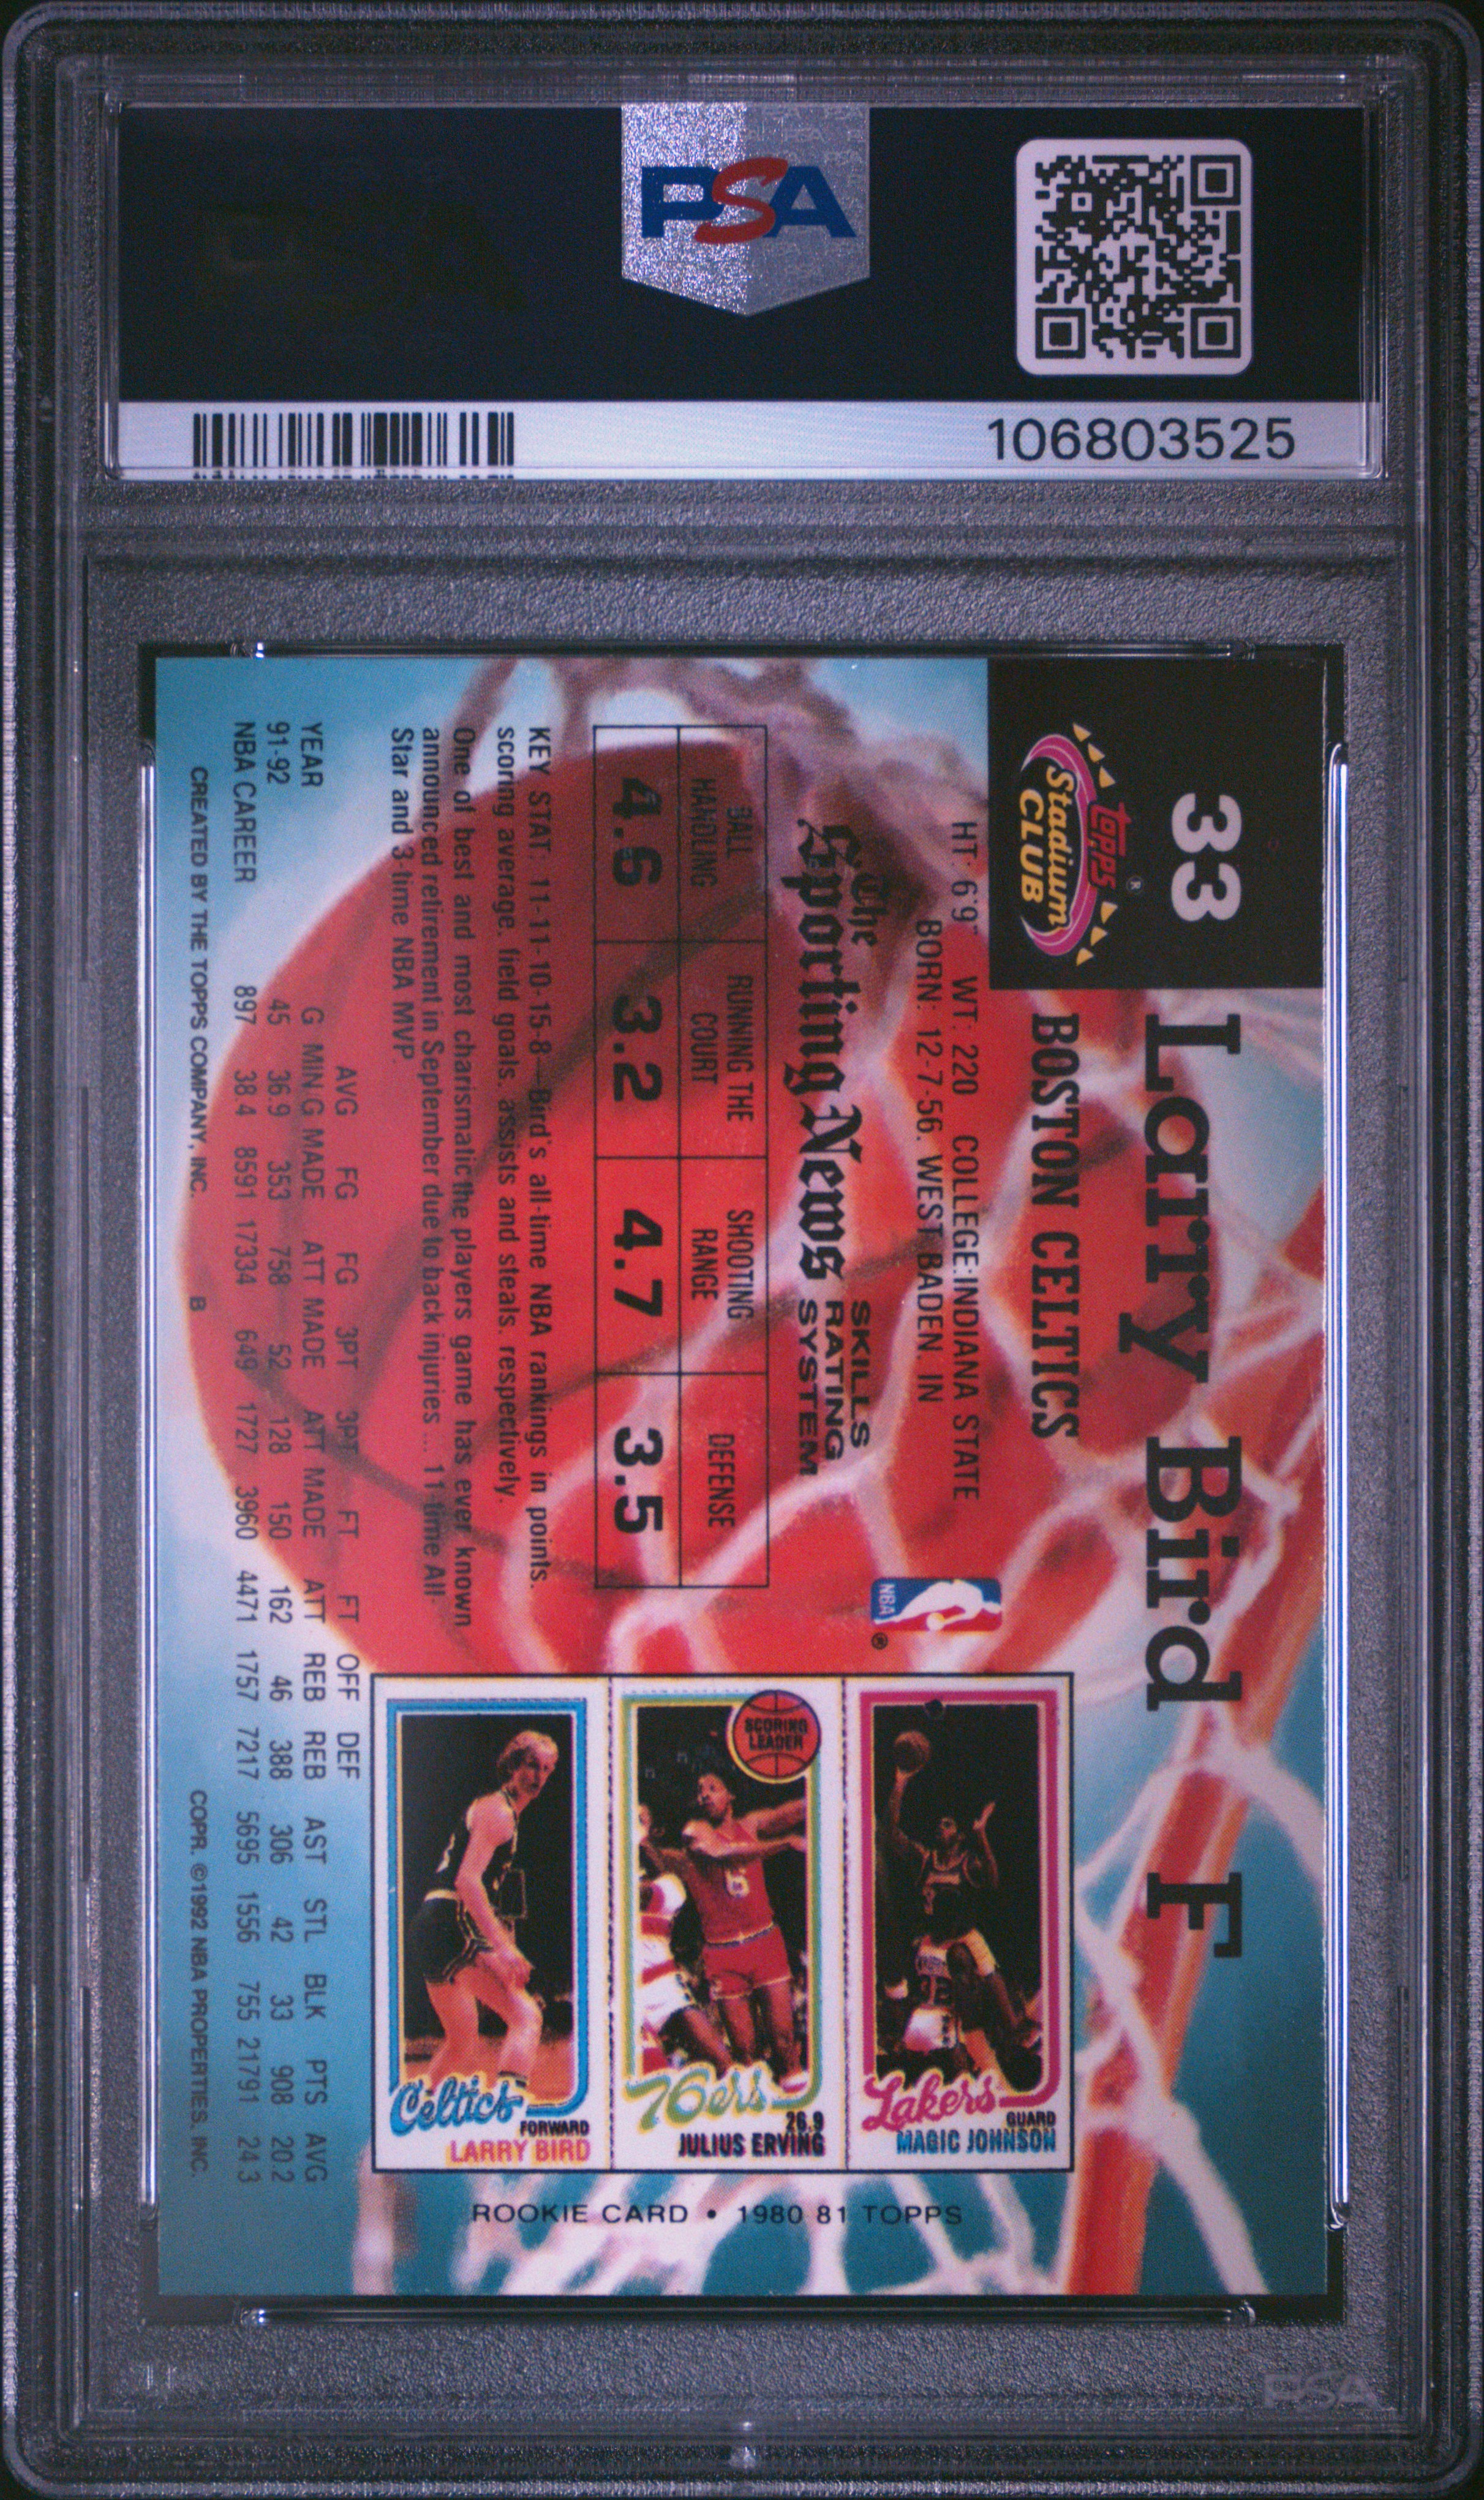 PSA
106803525
33
Larry Bird F
TOPPS ®
Stadium
CLUB
BOSTON CELTICS
HT: 6'9" WT: 220 COLLEGE:INDIANA STATE
BORN: 12-7-56. WEST BADEN. IN
NBA ®
The
Sporting News
SKILLS
RATING
SYSTEM
BALL HANDLING RUNNING THE COURT SHOOTING RANGE DEFENSE
4.6 3.2 4.7 3.5
KEY STAT. 11-11-10-15-8—Bird's all-time NBA rankings in points.
scoring average. field goals. assists and steals. respectively.
One of best and most charismatic the players game has ever known
announced retirement in September due to back injuries ... 11 time All-
Star and 3-time NBA MVP.
AVG FG FG 3PT 3PT FT FT OFF DEF
YEAR G MIN.G MADE ATT MADE ATT MADE ATT REB REB AST STL BLK PTS AVG
91-92 45 36.9 353 758 52 128 150 162 46 388 306 42 33 908 20.2
NBA CAREER 897 38.4 8591 17334 649 1727 3960 4471 1757 7217 5695 1556 755 21791 24.3
CREATED BY THE TOPPS COMPANY, INC. B COPR. ©1992 NBA PROPERTIES. INC.
Lakers
GUARD
MAGIC JOHNSON
SCORING
LEADER
6
76ers
26.9
JULIUS ERVING
Celtics
FORWARD
LARRY BIRD
ROOKIE CARD • 1980 81 TOPPS
PSA